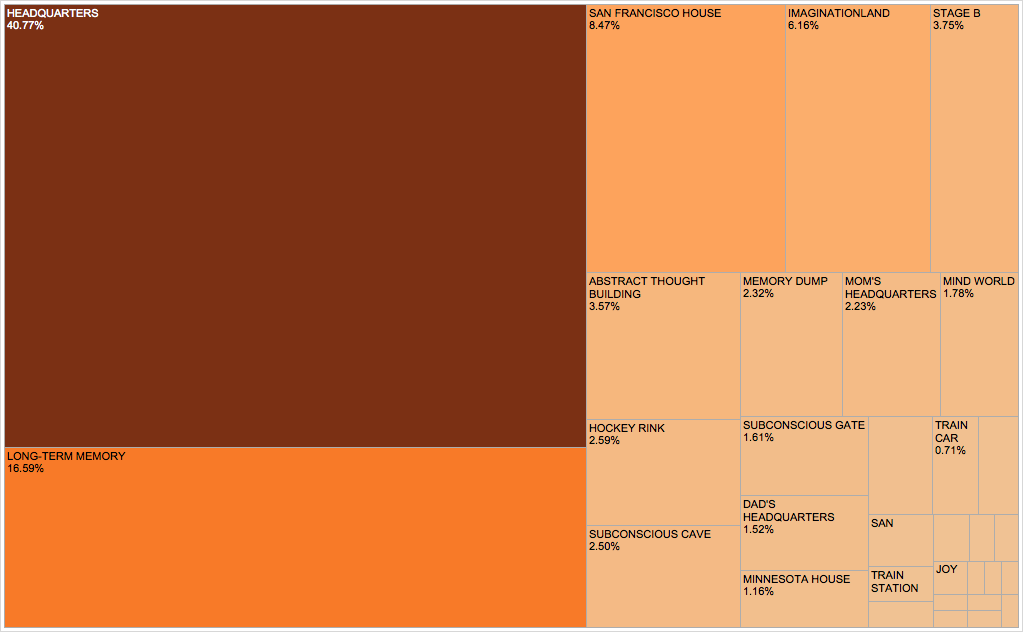 HEADQUARTERS
40.77%
LONG-TERM MEMORY
16.59%
SAN FRANCISCO HOUSE
8.47%
IMAGINATIONLAND
6.16%
STAGE B
3.75%
ABSTRACT THOUGHT
BUILDING
3.57%
HOCKEY RINK
2.59%
SUBCONSCIOUS CAVE
2.50%
MEMORY DUMP
2.32%
MOM'S
HEADQUARTERS
2.23%
MIND WORLD
1.78%
SUBCONSCIOUS GATE
1.61%
DAD'S
HEADQUARTERS
1.52%
MINNESOTA HOUSE
1.16%
TRAIN
CAR
0.71%
SAN
TRAIN
STATION
JOY